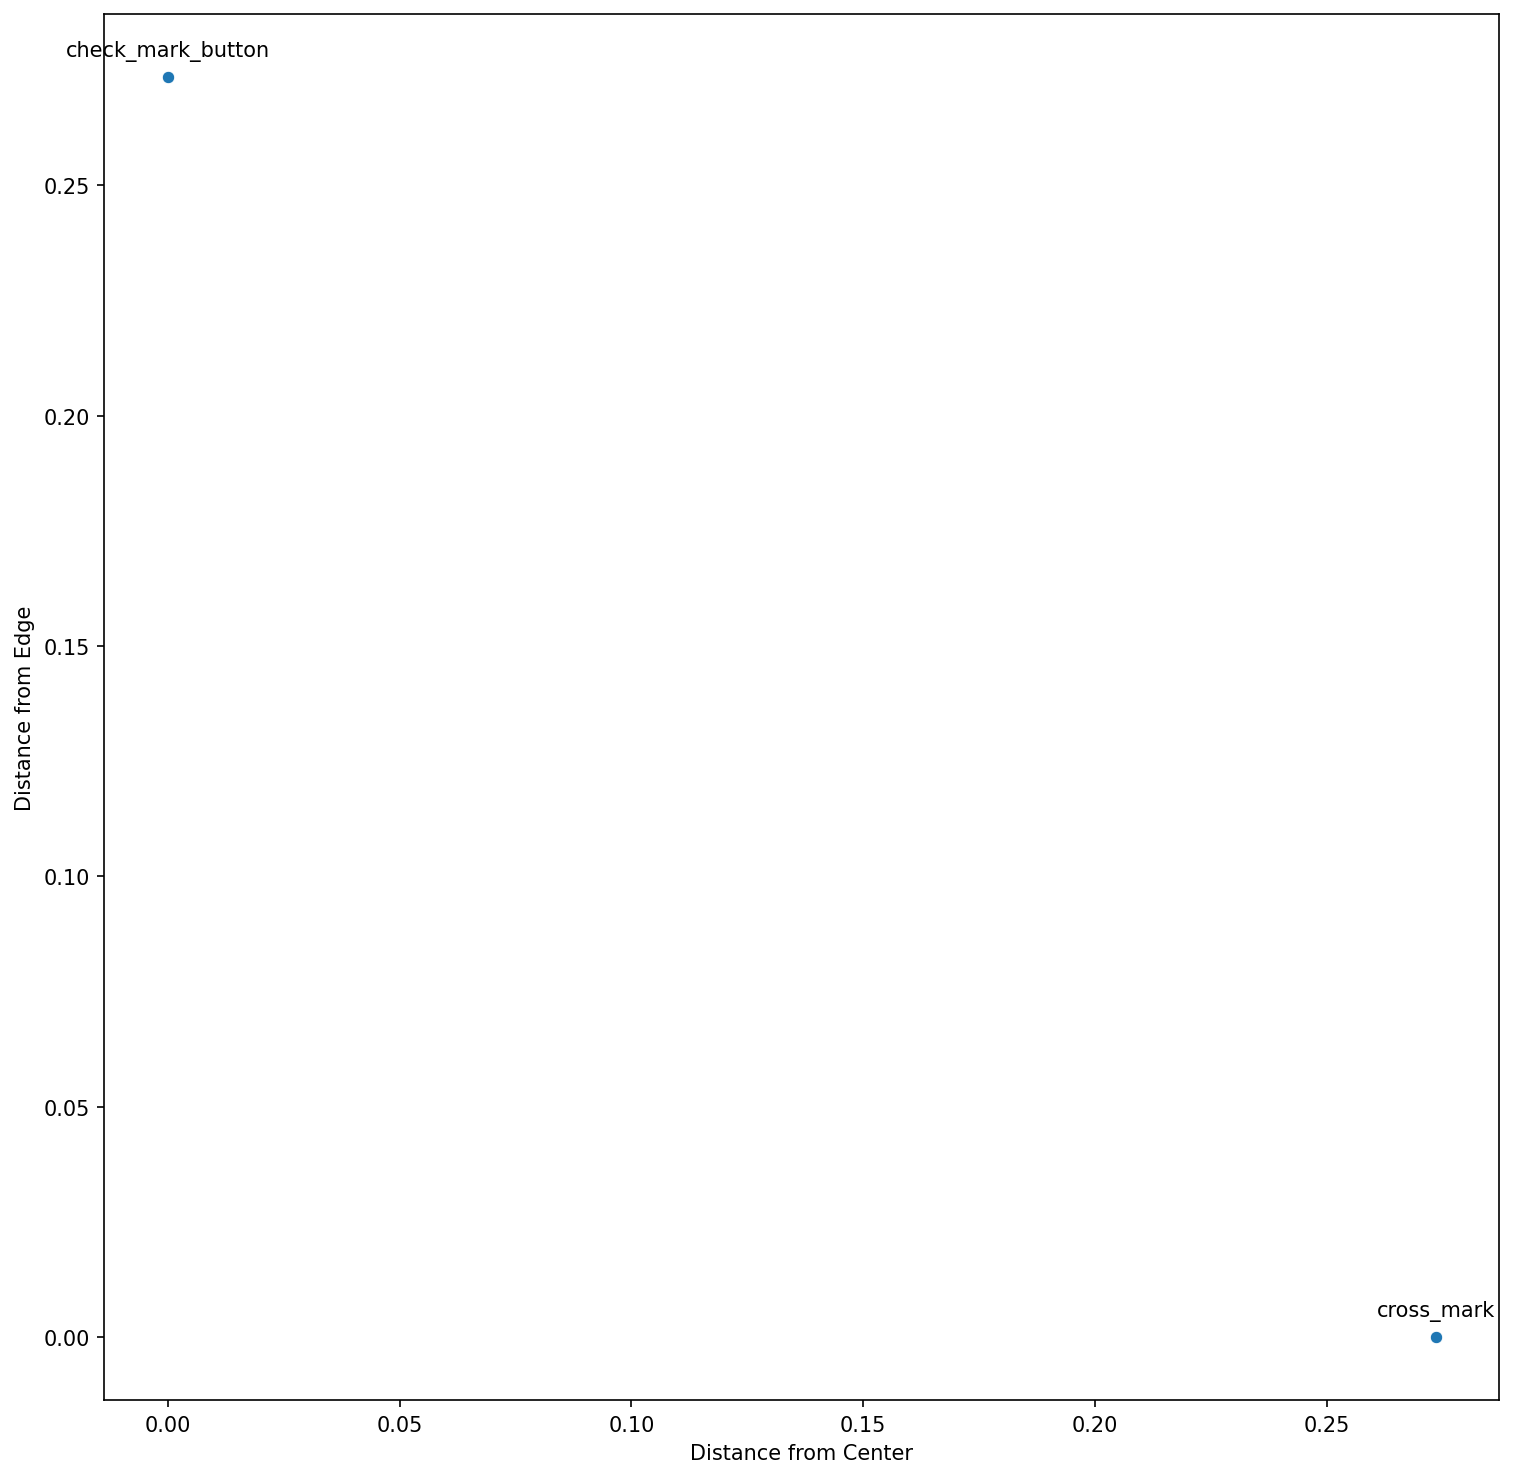 check_mark_button
0.25
0.20
0.15
0.10
0.05
0.00
Distance from Edge
cross_mark
0.00 0.05 0.10 0.15 0.20 0.25
Distance from Center